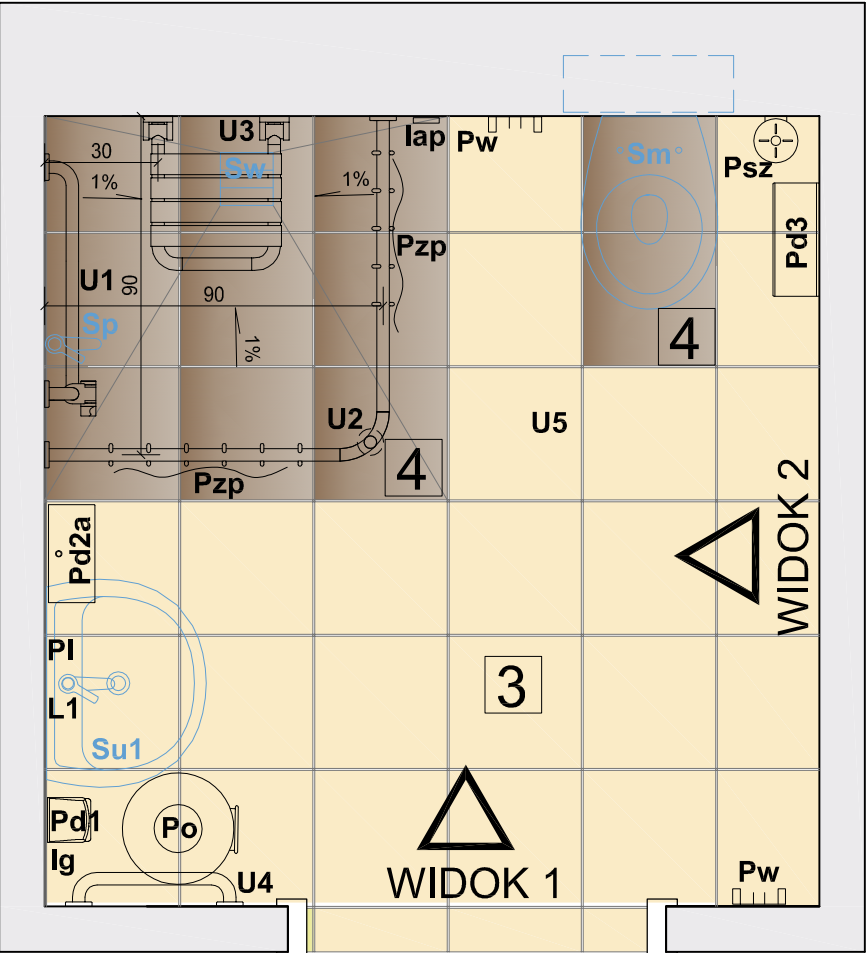 U3
Iap
Pw
30
Sw
Sm
Psz
1%
1%
Pd3
Pzp
U1
90
90
Sp
1%
4
U2
U5
4
Pzp
WIDOK 2
Pd2a
Pl
3
L1
Su1
Pd1
Po
Ig
U4
WIDOK 1
Pw